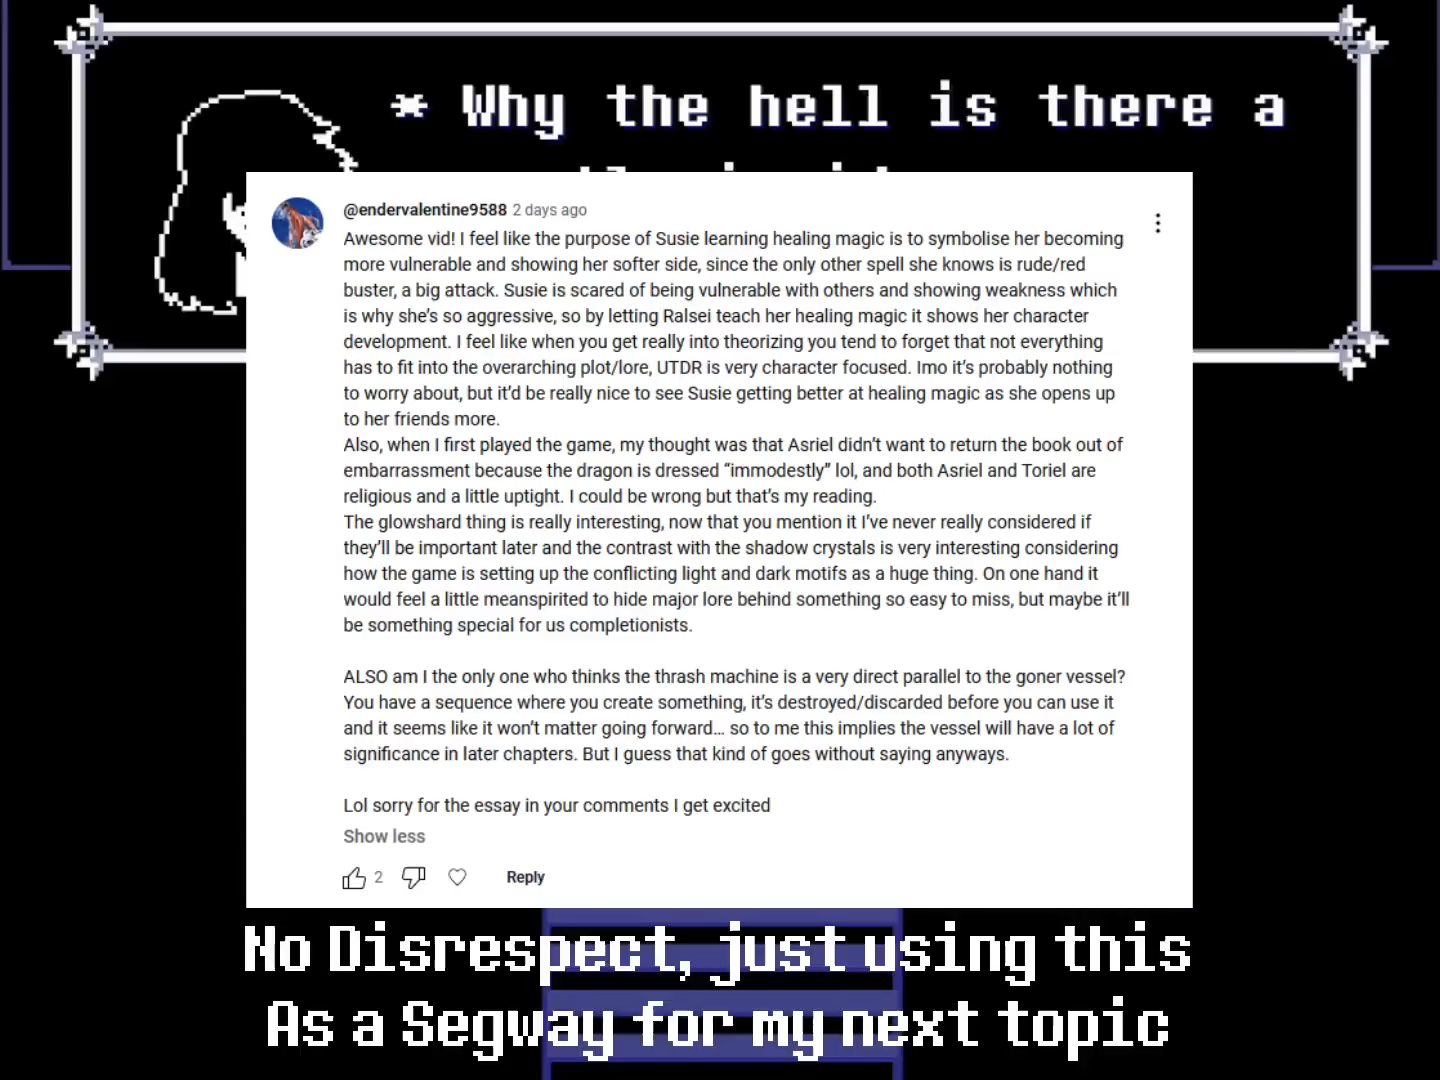 * Why the hell is there a
@endervalentine9588 2 days ago
Awesome vid! I feel like the purpose of Susie learning healing magic is to symbolise her becoming
more vulnerable and showing her softer side, since the only other spell she knows is rude/red
buster, a big attack. Susie is scared of being vulnerable with others and showing weakness which
is why she's so aggressive, so by letting Ralsei teach her healing magic it shows her character
development. I feel like when you get really into theorizing you tend to forget that not everything
has to fit into the overarching plot/lore, UTDR is very character focused. Imo it's probably nothing
to worry about, but it'd be really nice to see Susie getting better at healing magic as she opens up
to her friends more.
Also, when I first played the game, my thought was that Asriel didn't want to return the book out of
embarrassment because the dragon is dressed “immodestly” lol, and both Asriel and Toriel are
religious and a little uptight. I could be wrong but that's my reading.
The glowshard thing is really interesting, now that you mention it I've never really considered if
they'll be important later and the contrast with the shadow crystals is very interesting considering
how the game is setting up the conflicting light and dark motifs as a huge thing. On one hand it
would feel a little meanspirited to hide major lore behind something so easy to miss, but maybe it'll
be something special for us completionists.
ALSO am I the only one who thinks the thrash machine is a very direct parallel to the goner vessel?
You have a sequence where you create something, it's destroyed/discarded before you can use it
and it seems like it won't matter going forward... so to me this implies the vessel will have a lot of
significance in later chapters. But I guess that kind of goes without saying anyways.
Lol sorry for the essay in your comments I get excited
Show less
2 Reply
No Disrespect, just using this
As a Segway for my next topic